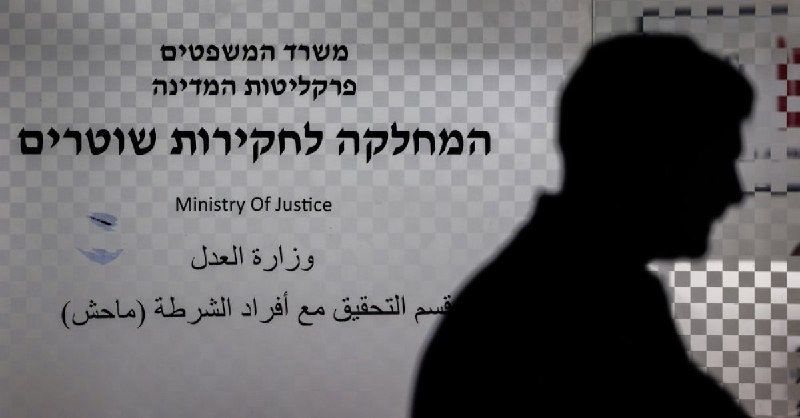 משרד המשפטים
פרקליטות המדינה
המחלקה לחקירות שוטרים
Ministry Of Justice
وزارة العدل
قسم التحقيق مع أفراد الشرطة (ماحش)